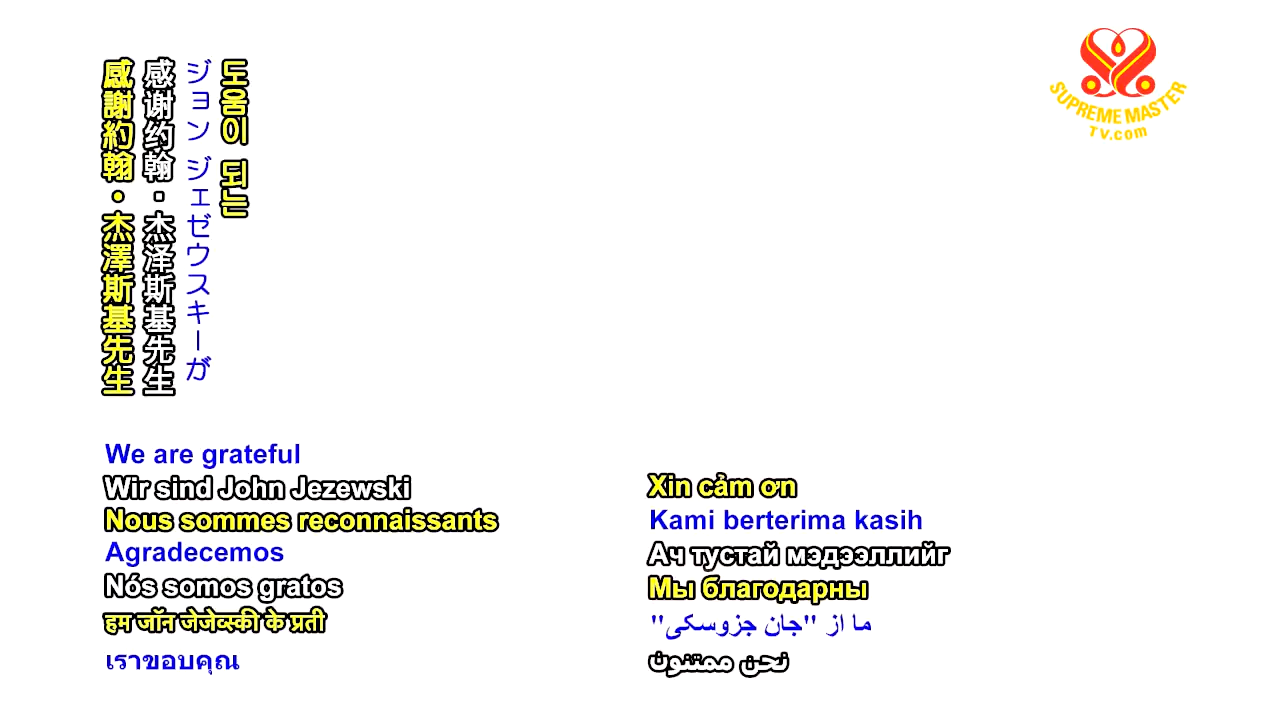 感謝約翰•杰澤斯基先生
感谢约翰·杰泽斯基先生
ジョン ジェゼウスキーが
도움이 되는
SUPREME MASTER
TV.com
We are grateful
Wir sind John Jezewski
Nous sommes reconnaissants
Agradecemos
Nós somos gratos
हम जॉन जेजेव्स्की के प्रती
เราขอบคุณ
Xin cảm ơn
Kami berterima kasih
Ач тустай мэдээллийг
Мы благодарны
ما از "جان جزوسکی"
نحن ممتنون